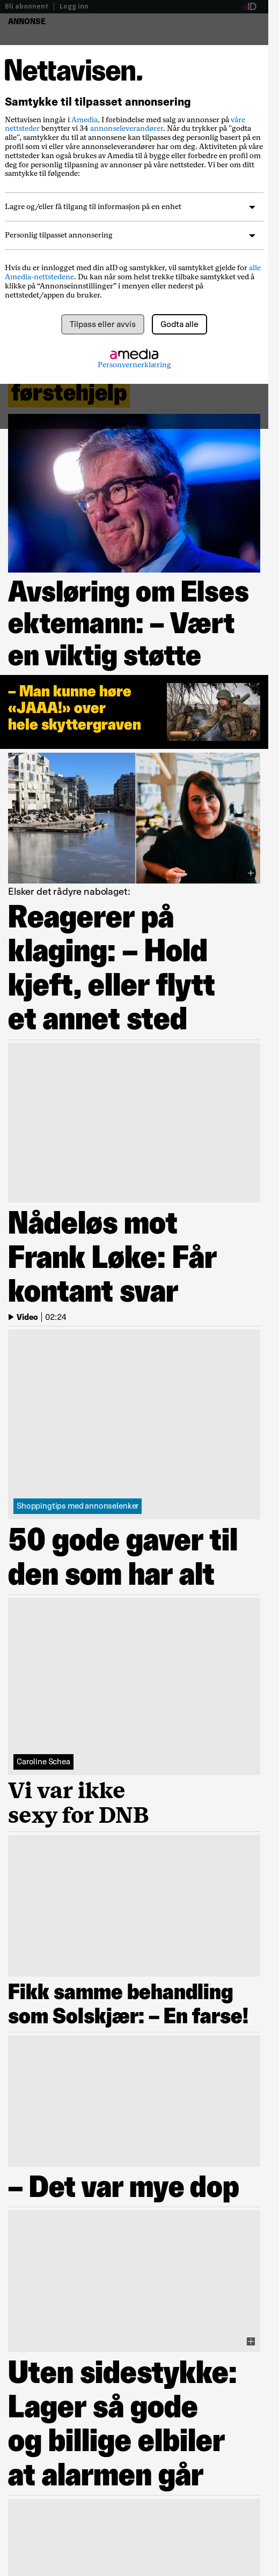 Bli abonnent | Logg inn
aID
ANNONSE
Nettavisen.
Samtykke til tilpasset annonsering
Nettavisen inngår i Amedia. I forbindelse med salg av annonser på våre
nettsteder benytter vi 34 annonseleverandører. Når du trykker på "godta
alle", samtykker du til at annonser kan tilpasses deg personlig basert på en
profil som vi eller våre annonseleverandører har om deg. Aktiviteten på våre
nettsteder kan også brukes av Amedia til å bygge eller forbedre en profil om
deg for personlig tilpasning av annonser på våre nettsteder. Vi ber om ditt
samtykke til følgende:
Lagre og/eller få tilgang til informasjon på en enhet
Personlig tilpasset annonsering
Hvis du er innlogget med din aID og samtykker, vil samtykket gjelde for alle
Amedia-nettstedene. Du kan når som helst trekke tilbake samtykket ved å
klikke på “Annonseinnstillinger” i menyen eller nederst på
nettstedet/appen du bruker.
Tilpass eller avvis
Godta alle
amedia
Personvernerklæring
førstehjelp
Avsløring om Elses
ektemann: – Vært
en viktig støtte
– Man kunne høre
«JAAA!» over
hele skyttergraven
Elsker det rådyre nabolaget:
Reagerer på
klaging: – Hold
kjeft, eller flytt
et annet sted
Nådeløs mot
Frank Løke: Får
kontant svar
Video | 02:24
Shoppingtips med annonselenker
50 gode gaver til
den som har alt
Caroline Schea
Vi var ikke
sexy for DNB
Fikk samme behandling
som Solskjær: – En farse!
– Det var mye dop
Uten sidestykke:
Lager så gode
og billige elbiler
at alarmen går